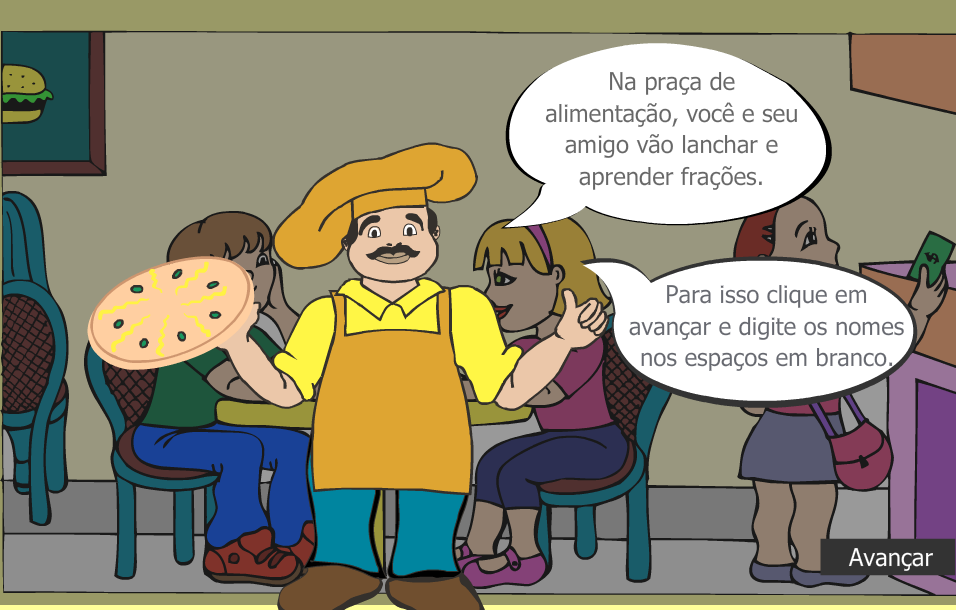 Na praça de
alimentação, você e seu
amigo vão lanchar e
aprender frações.
Para isso clique em
avançar e digite os nomes
nos espaços em branco.
$
Avançar